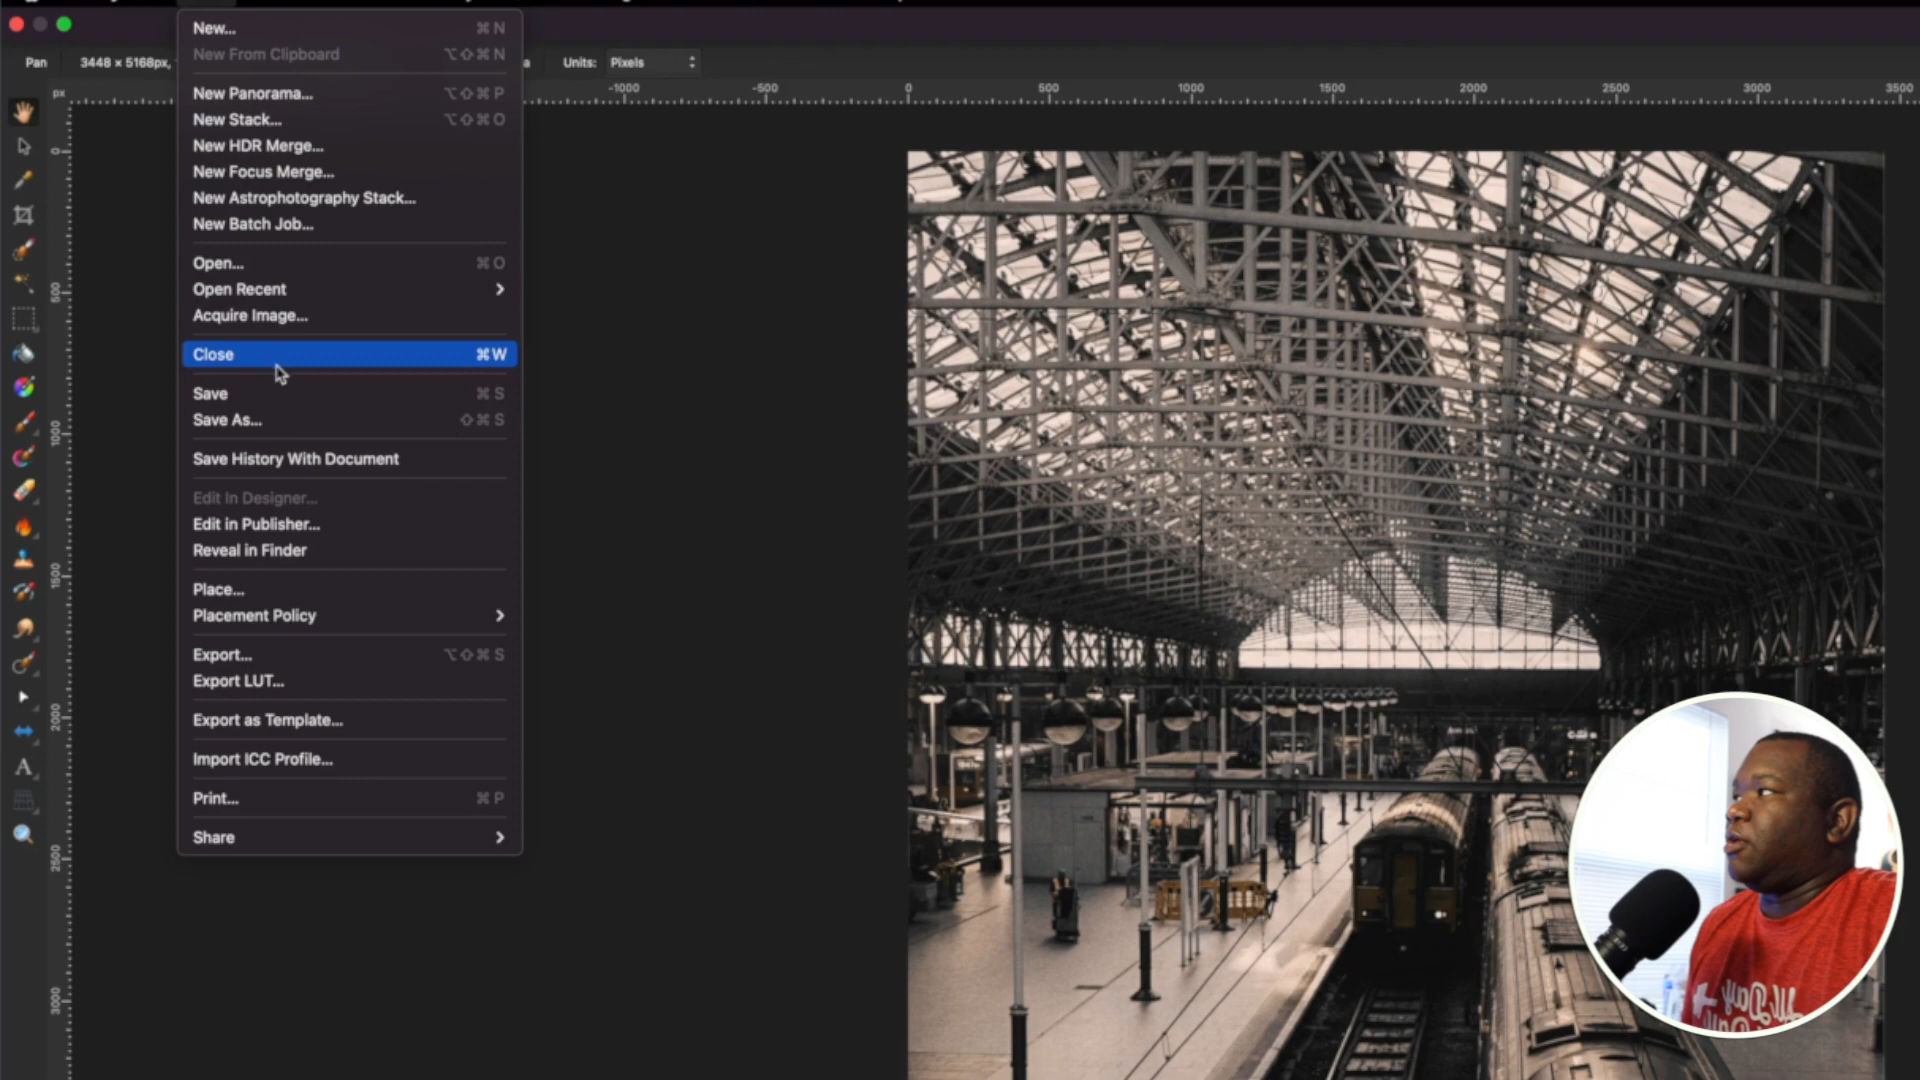 New... ⌘ N
New From Clipboard ⌥⇧⌘ N
Pan 3448 × 5168px, Units: Pixels
px -1000 -500 0 500 1000 1500 2000 2500 3000 3500
New Panorama... ⌥⇧⌘ P
New Stack... ⌥⇧⌘ O
New HDR Merge...
New Focus Merge...
New Astrophotography Stack...
New Batch Job...
Open... ⌘ O
Open Recent
Acquire Image...
Close ⌘W
Save ⌘ S
Save As... ⇧⌘ S
Save History With Document
Edit In Designer...
Edit in Publisher...
Reveal in Finder
Place...
Placement Policy
Export... ⌥⇧⌘ S
Export LUT...
Export as Template...
Import ICC Profile...
Print... ⌘ P
Share
0
500
1000
1500
2000
2500
3000